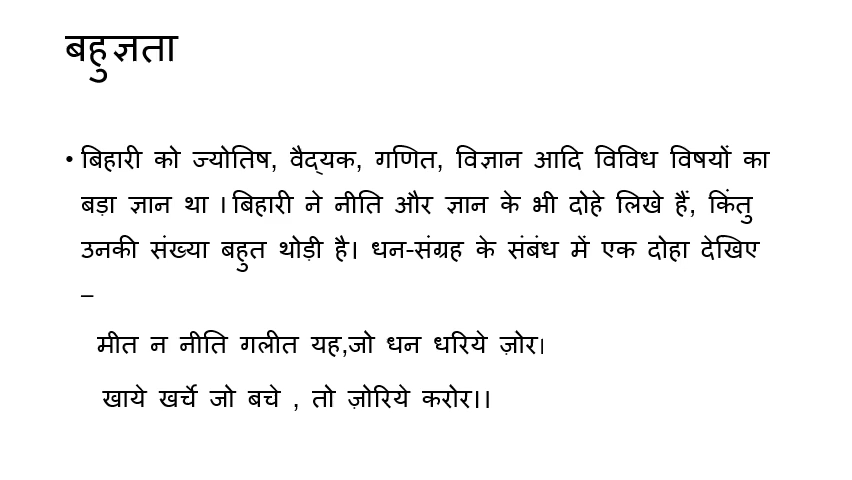 बहुज्ञता
• बिहारी को ज्योतिष, वैद्‌यक, गणित, विज्ञान आदि विविध विषयों का
बड़ा ज्ञान था । बिहारी ने नीति और ज्ञान के भी दोहे लिखे हैं, किंतु
उनकी संख्या बहुत थोड़ी है। धन-संग्रह के संबंध में एक दोहा देखिए
–
मीत न नीति गलीत यह,जो धन धरिये ज़ोर।
खाये खर्चे जो बचे , तो ज़ोरिये करोर।।